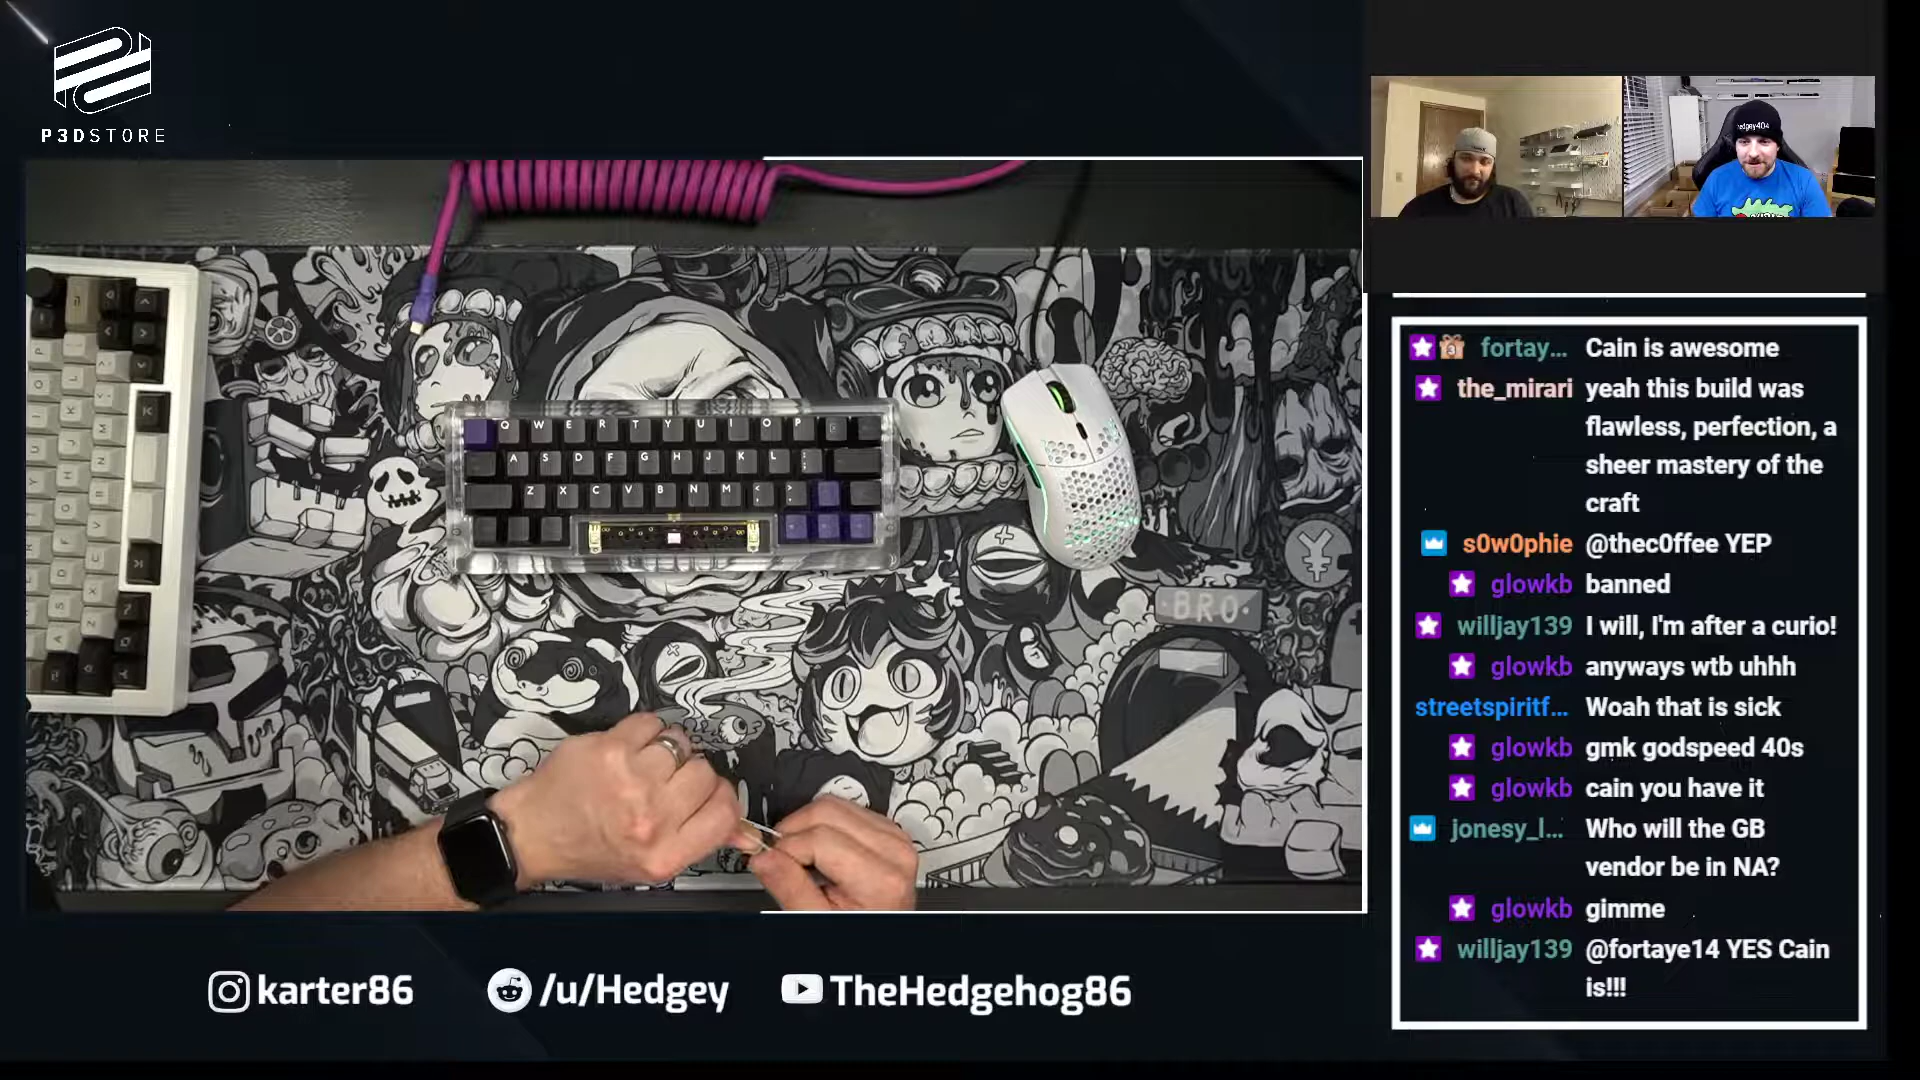 P3DSTORE
hedgey404
Q W E R T Y U I O P
A S D F G H J K L
Z X C V B N M < >
BRO
fortay... Cain is awesome
the_mirari yeah this build was
flawless, perfection, a
sheer mastery of the
craft
s0w0phie @thec0ffee YEP
glowkb banned
willjay139 I will, I'm after a curio!
glowkb anyways wtb uhhh
streetspiritf... Woah that is sick
glowkb gmk godspeed 40s
glowkb cain you have it
jonesy_l... Who will the GB
vendor be in NA?
glowkb gimme
willjay139 @fortaye14 YES Cain
is!!!
karter86
/u/Hedgey
TheHedgehog86